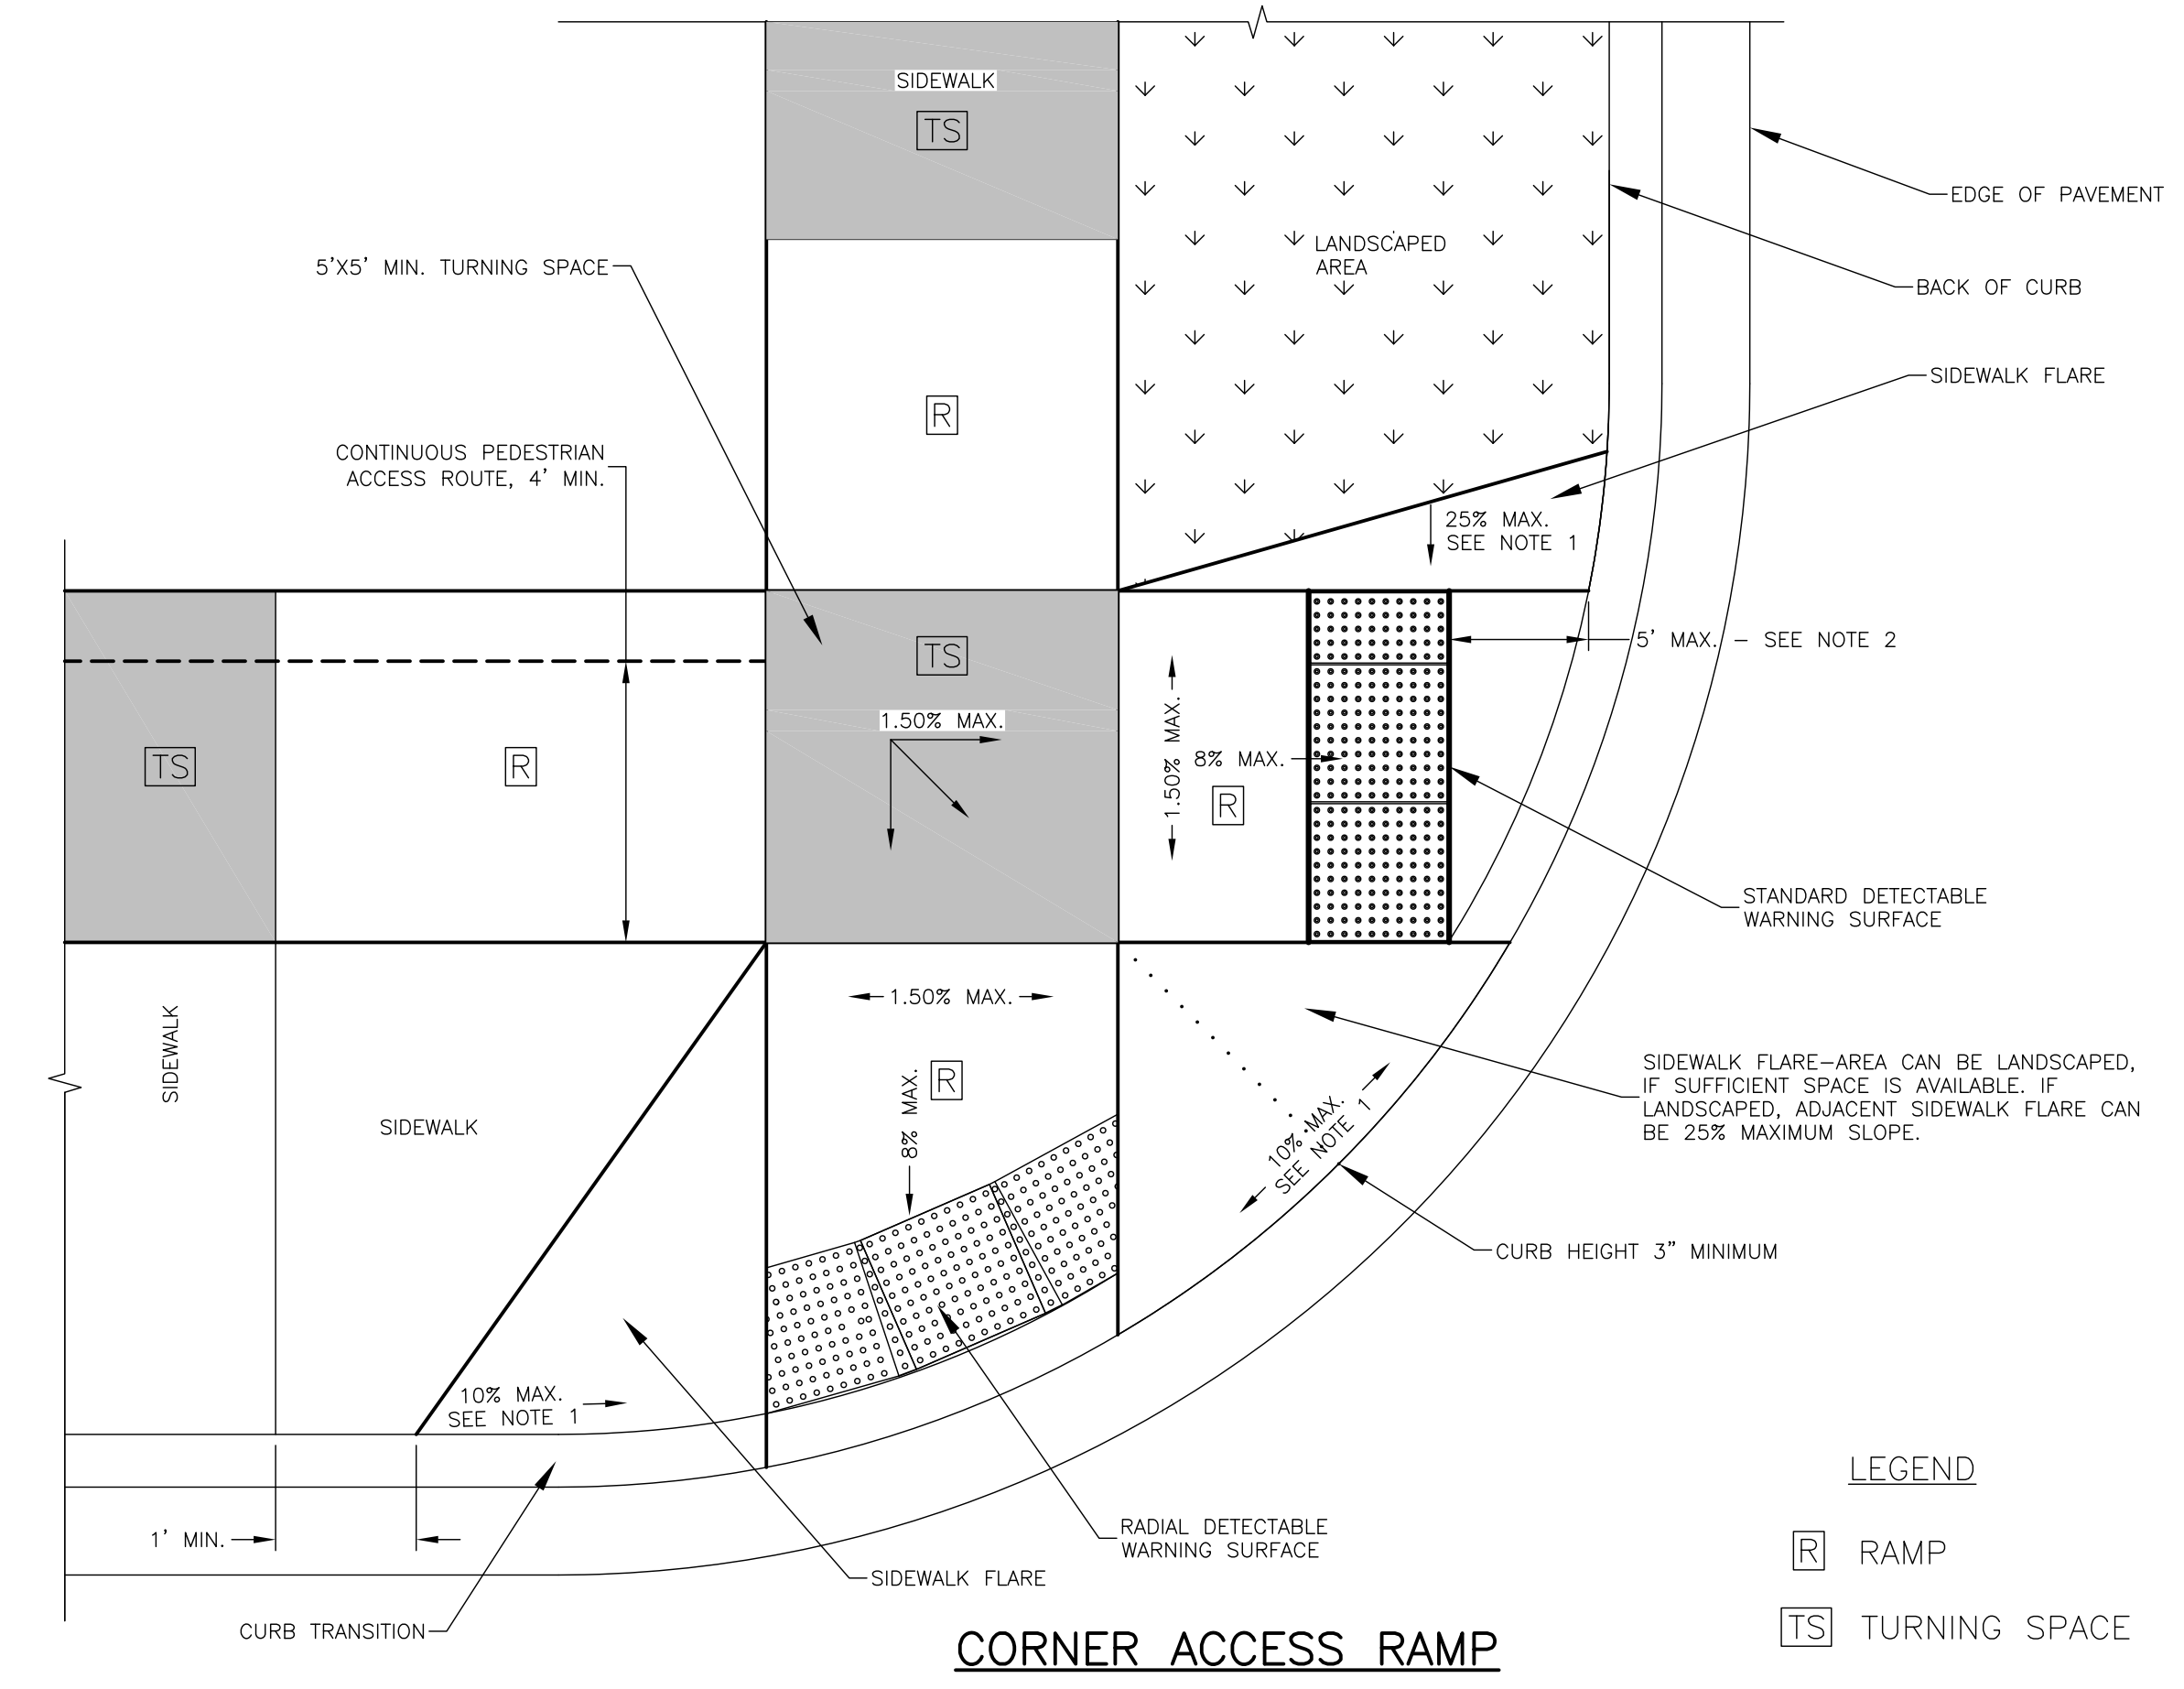 SIDEWALK
TS
EDGE OF PAVEMENT
LANDSCAPED
AREA
5'X5' MIN. TURNING SPACE
BACK OF CURB
SIDEWALK FLARE
R
CONTINUOUS PEDESTRIAN
ACCESS ROUTE, 4' MIN.
25% MAX.
SEE NOTE 1
5' MAX. - SEE NOTE 2
TS
1.50% MAX.
1.50% MAX.
8% MAX.
R
TS
R
STANDARD DETECTABLE
WARNING SURFACE
1.50% MAX.
SIDEWALK
SIDEWALK
R
8% MAX.
SIDEWALK FLARE-AREA CAN BE LANDSCAPED,
IF SUFFICIENT SPACE IS AVAILABLE. IF
LANDSCAPED, ADJACENT SIDEWALK FLARE CAN
BE 25% MAXIMUM SLOPE.
10% MAX.
SEE NOTE 1
CURB HEIGHT 3" MINIMUM
10% MAX.
SEE NOTE 1
1' MIN.
RADIAL DETECTABLE
WARNING SURFACE
SIDEWALK FLARE
CURB TRANSITION
LEGEND
R RAMP
TS TURNING SPACE
CORNER ACCESS RAMP